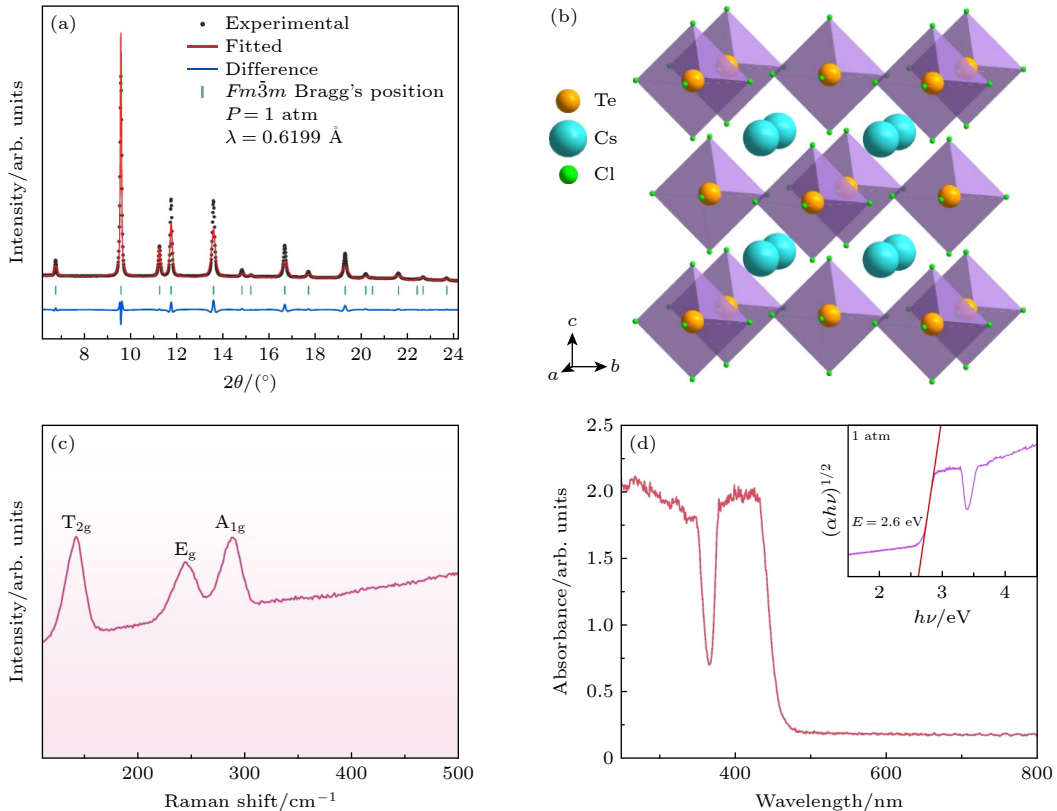 (a)
Experimental
Fitted
Difference
Fm3̄m Bragg's position
P = 1 atm
λ = 0.6199 Å
Intensity/arb. units
8 10 12 14 16 18 20 22 24
2θ/(°)
(b)
Te
Cs
Cl
c
a
b
(c)
T2g
Eg
A1g
Intensity/arb. units
200 300 400 500
Raman shift/cm−1
(d)
2.5
2.0
1.5
1.0
0.5
0
Absorbance/arb. units
400 600 800
Wavelength/nm
1 atm
E = 2.6 eV
(αhν)1/2
2 3 4
hν/eV